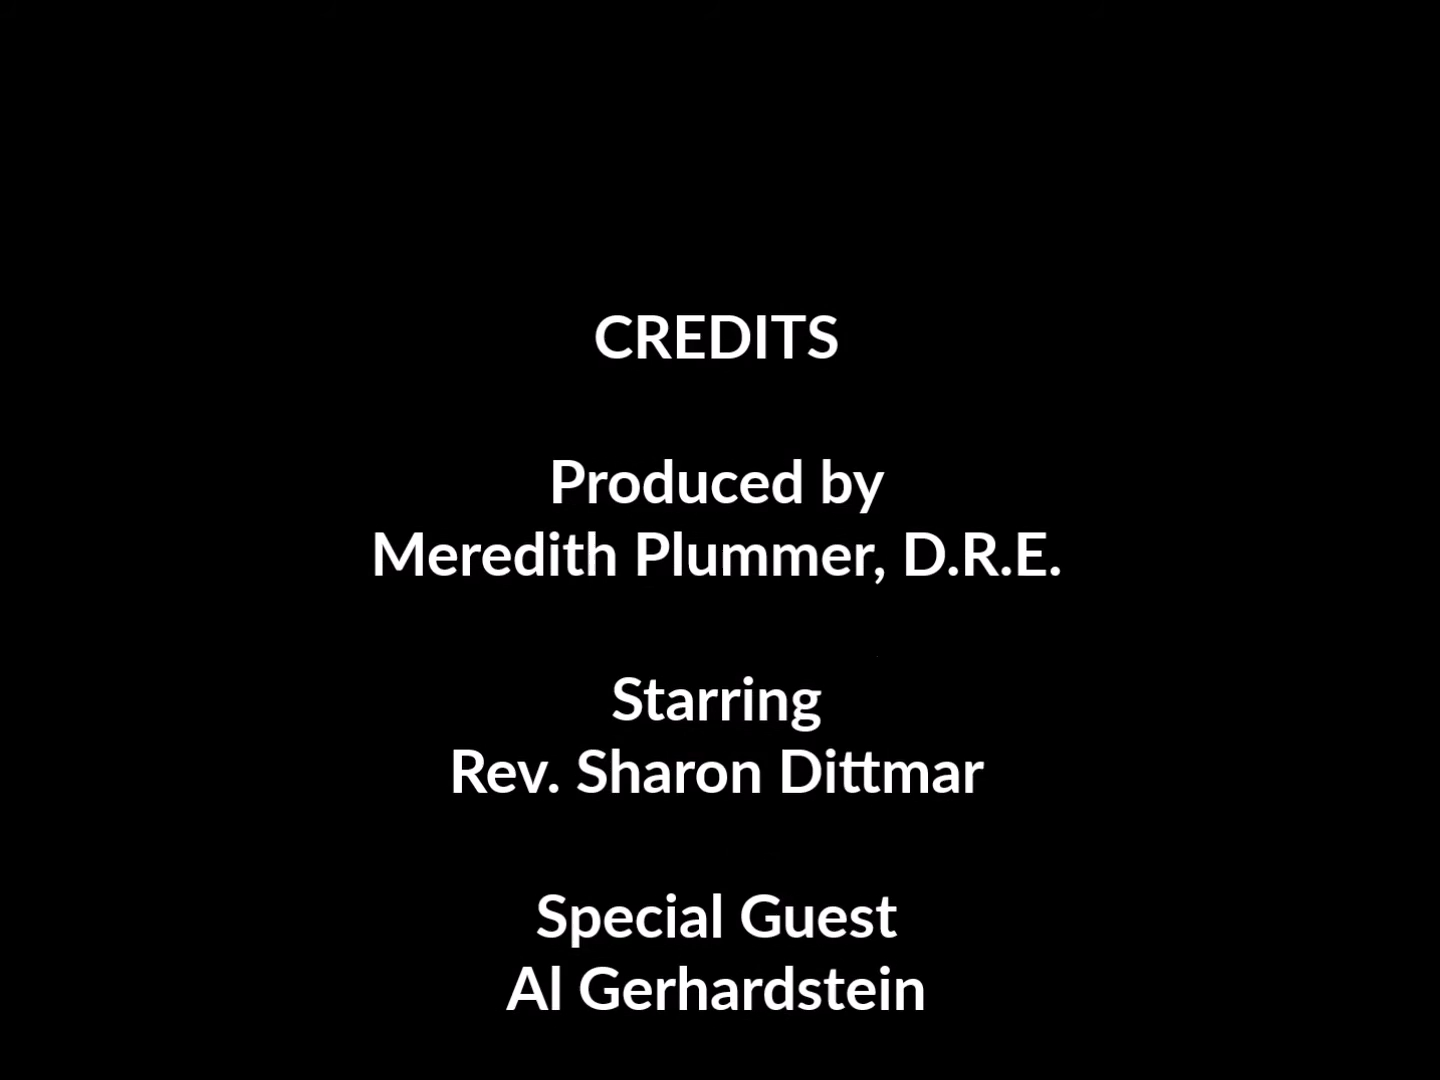 CREDITS
Produced by
Meredith Plummer, D.R.E.
Starring
Rev. Sharon Dittmar
Special Guest
Al Gerhardstein